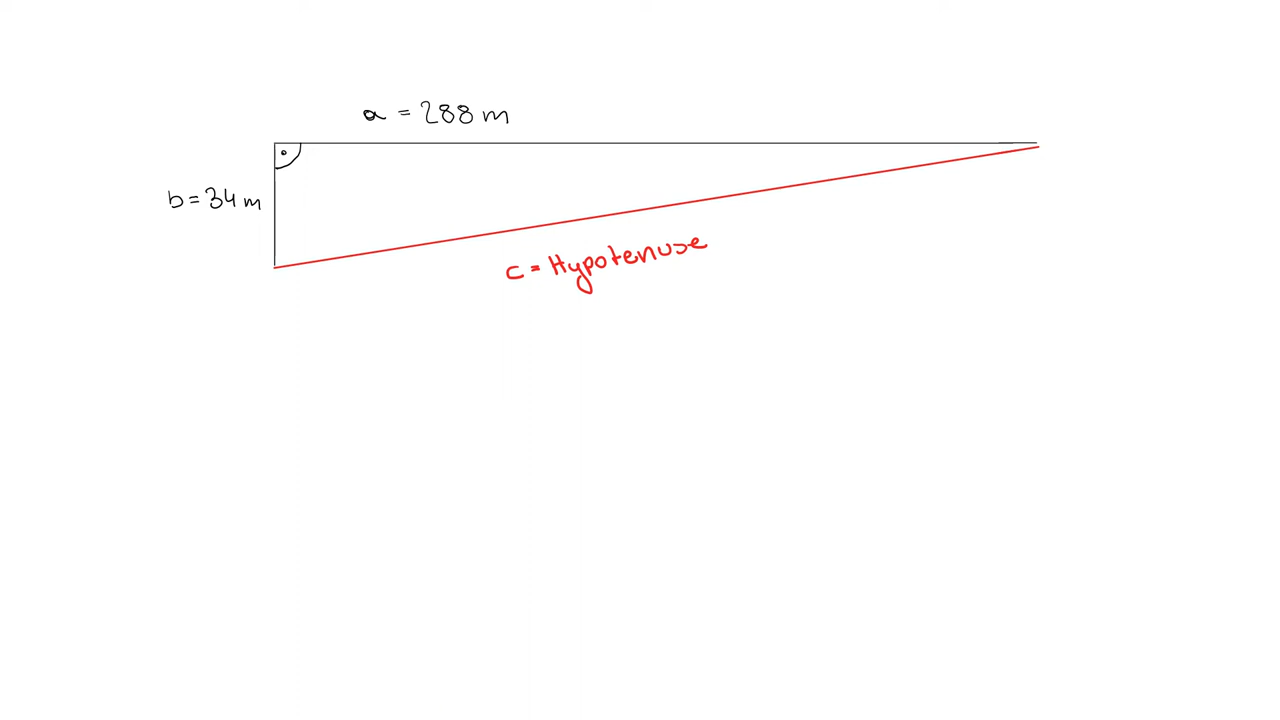 a = 288 m
b = 34 m
c = Hypotenuse